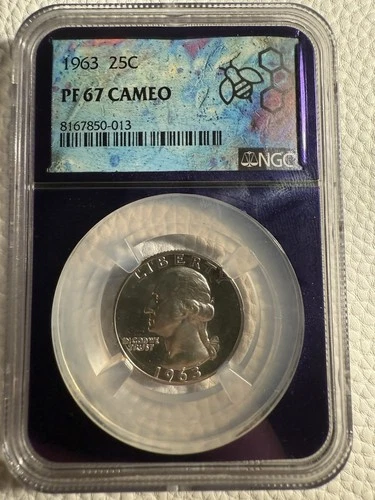 1963 25C
PF 67 CAMEO
8167850-013
NGC
LIBERTY
IN GOD WE
TRUST
1963